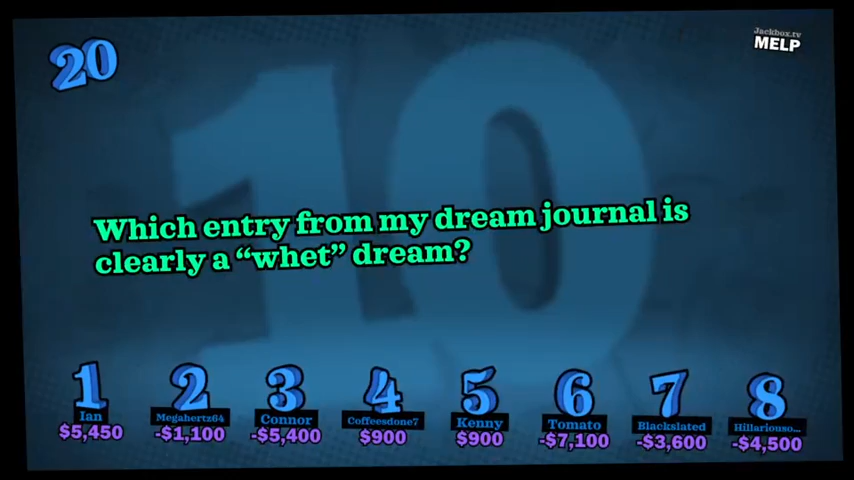 20
Jackbox.tv
MELP
10
Which entry from my dream journal is
clearly a “whet” dream?
1 2 3 4 5 6 7 8
Ian Megahertz64 Connor Coffeesdone7 Kenny Tomato Blackslated Hillariouso...
$5,450 -$1,100 -$5,400 $900 $900 -$7,100 -$3,600 -$4,500